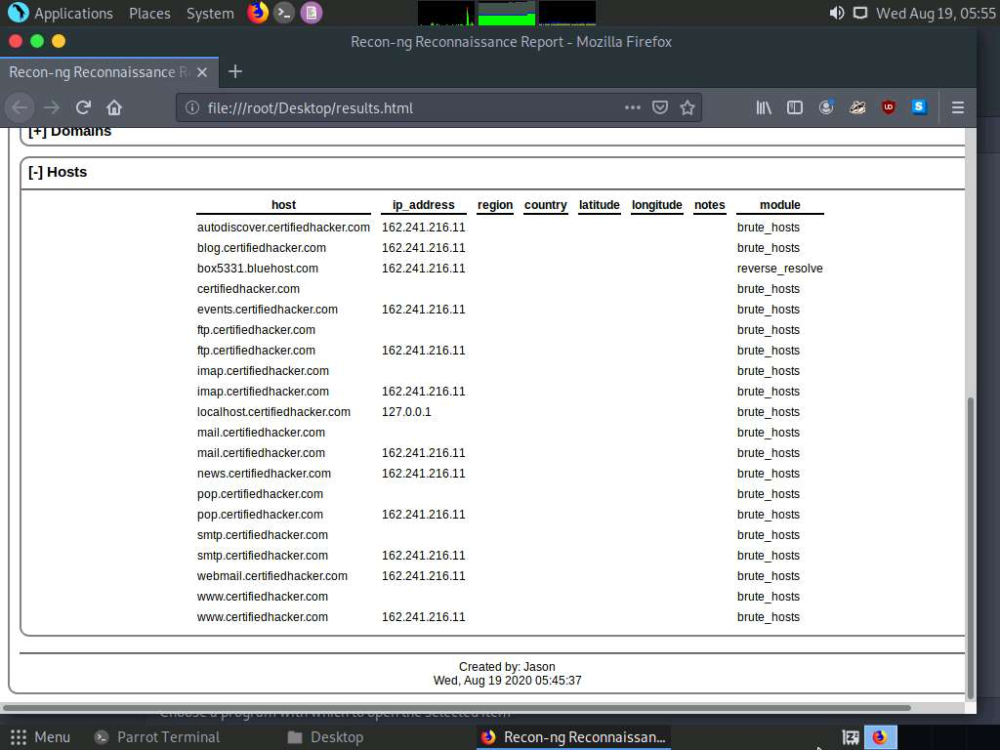 Applications Places System Wed Aug 19, 05:55
Recon-ng Reconnaissance Report - Mozilla Firefox
Recon-ng Reconnaissance R
file:///root/Desktop/results.html
[+] Domains
[-] Hosts
host ip_address region country latitude longitude notes module
autodiscover.certifiedhacker.com 162.241.216.11 brute_hosts
blog.certifiedhacker.com 162.241.216.11 brute_hosts
box5331.bluehost.com 162.241.216.11 reverse_resolve
certifiedhacker.com brute_hosts
events.certifiedhacker.com 162.241.216.11 brute_hosts
ftp.certifiedhacker.com brute_hosts
ftp.certifiedhacker.com 162.241.216.11 brute_hosts
imap.certifiedhacker.com brute_hosts
imap.certifiedhacker.com 162.241.216.11 brute_hosts
localhost.certifiedhacker.com 127.0.0.1 brute_hosts
mail.certifiedhacker.com brute_hosts
mail.certifiedhacker.com 162.241.216.11 brute_hosts
news.certifiedhacker.com 162.241.216.11 brute_hosts
pop.certifiedhacker.com brute_hosts
pop.certifiedhacker.com 162.241.216.11 brute_hosts
smtp.certifiedhacker.com brute_hosts
smtp.certifiedhacker.com 162.241.216.11 brute_hosts
webmail.certifiedhacker.com 162.241.216.11 brute_hosts
www.certifiedhacker.com brute_hosts
www.certifiedhacker.com 162.241.216.11 brute_hosts
Created by: Jason
Wed, Aug 19 2020 05:45:37
Choose a program with which to open the selected item
Menu Parrot Terminal Desktop Recon-ng Reconnaissan...